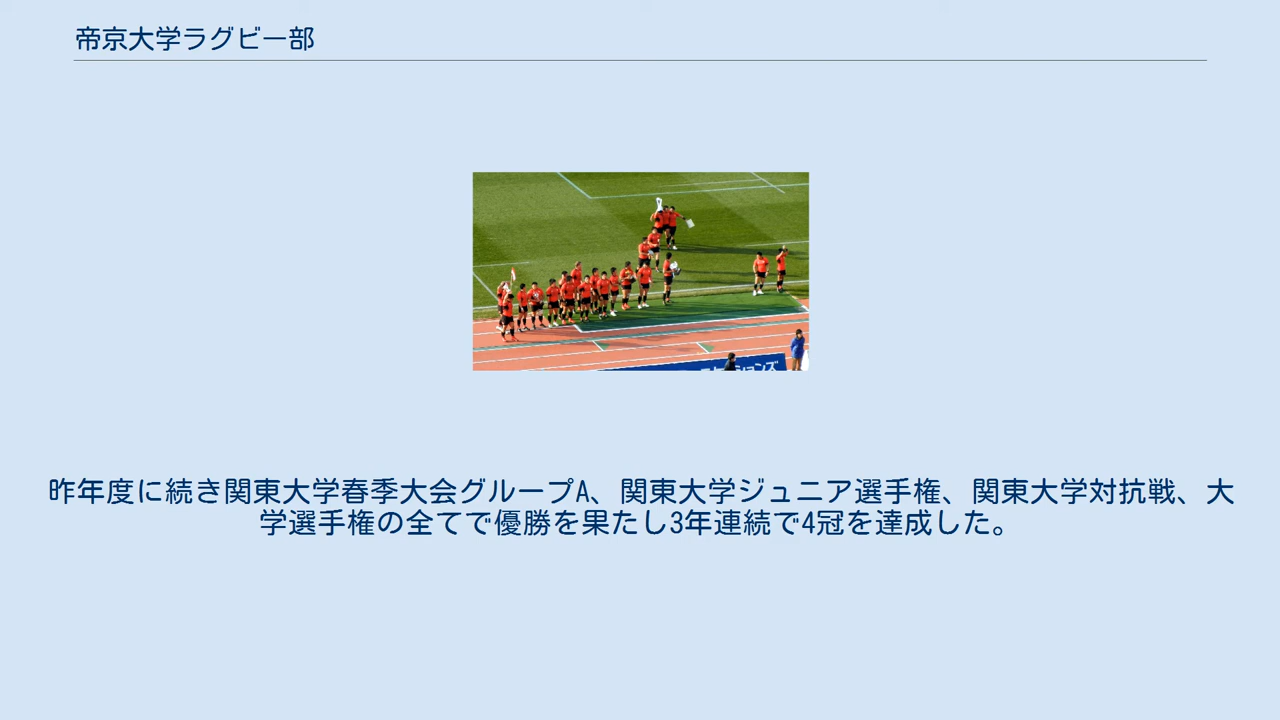 帝京大学ラグビー部
昨年度に続き関東大学春季大会グループA、関東大学ジュニア選手権、関東大学対抗戦、大
学選手権の全てで優勝を果たし3年連続で4冠を達成した。